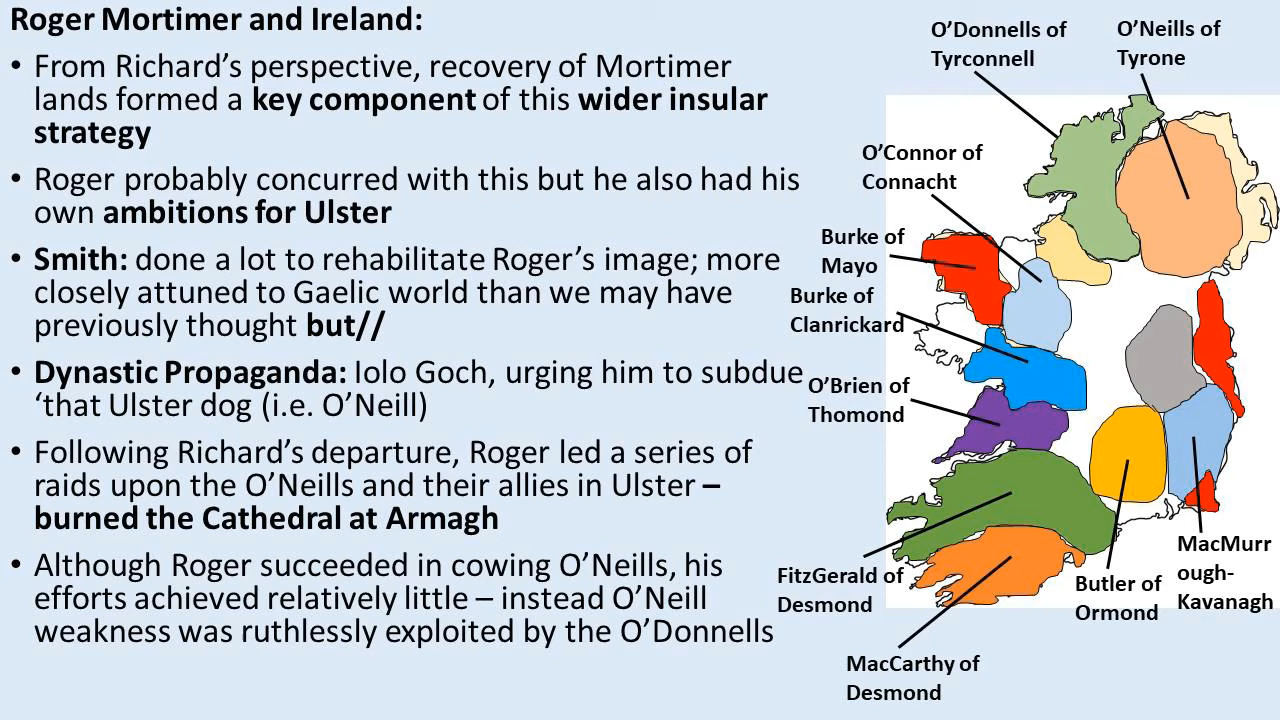 Roger Mortimer and Ireland:
• From Richard’s perspective, recovery of Mortimer
lands formed a key component of this wider insular
strategy
• Roger probably concurred with this but he also had his
own ambitions for Ulster
• Smith: done a lot to rehabilitate Roger’s image; more
closely attuned to Gaelic world than we may have
previously thought but//
• Dynastic Propaganda: Iolo Goch, urging him to subdue
‘that Ulster dog (i.e. O’Neill)
• Following Richard’s departure, Roger led a series of
raids upon the O’Neills and their allies in Ulster –
burned the Cathedral at Armagh
• Although Roger succeeded in cowing O’Neills, his
efforts achieved relatively little – instead O’Neill
weakness was ruthlessly exploited by the O’Donnells
O’Donnells of
Tyrconnell
O’Neills of
Tyrone
O’Connor of
Connacht
Burke of
Mayo
Burke of
Clanrickard
O’Brien of
Thomond
FitzGerald of
Desmond
MacCarthy of
Desmond
Butler of
Ormond
MacMurr
ough-
Kavanagh